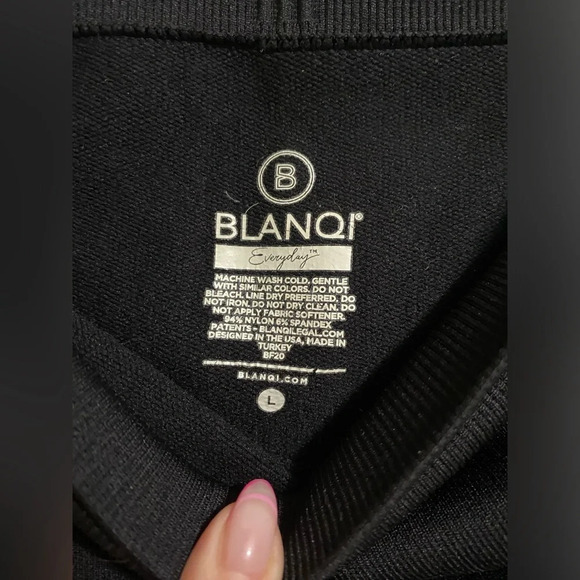 B
BLANQI®
Everyday™
MACHINE WASH COLD. GENTLE
WITH SIMILAR COLORS. DO NOT
BLEACH. LINE DRY PREFERRED. DO
NOT IRON. DO NOT DRY CLEAN. DO
NOT APPLY FABRIC SOFTENER.
94% NYLON 6% SPANDEX
PATENTS - BLANQILEGAL.COM
DESIGNED IN THE USA, MADE IN
TURKEY
BF20
BLANQI.COM
L